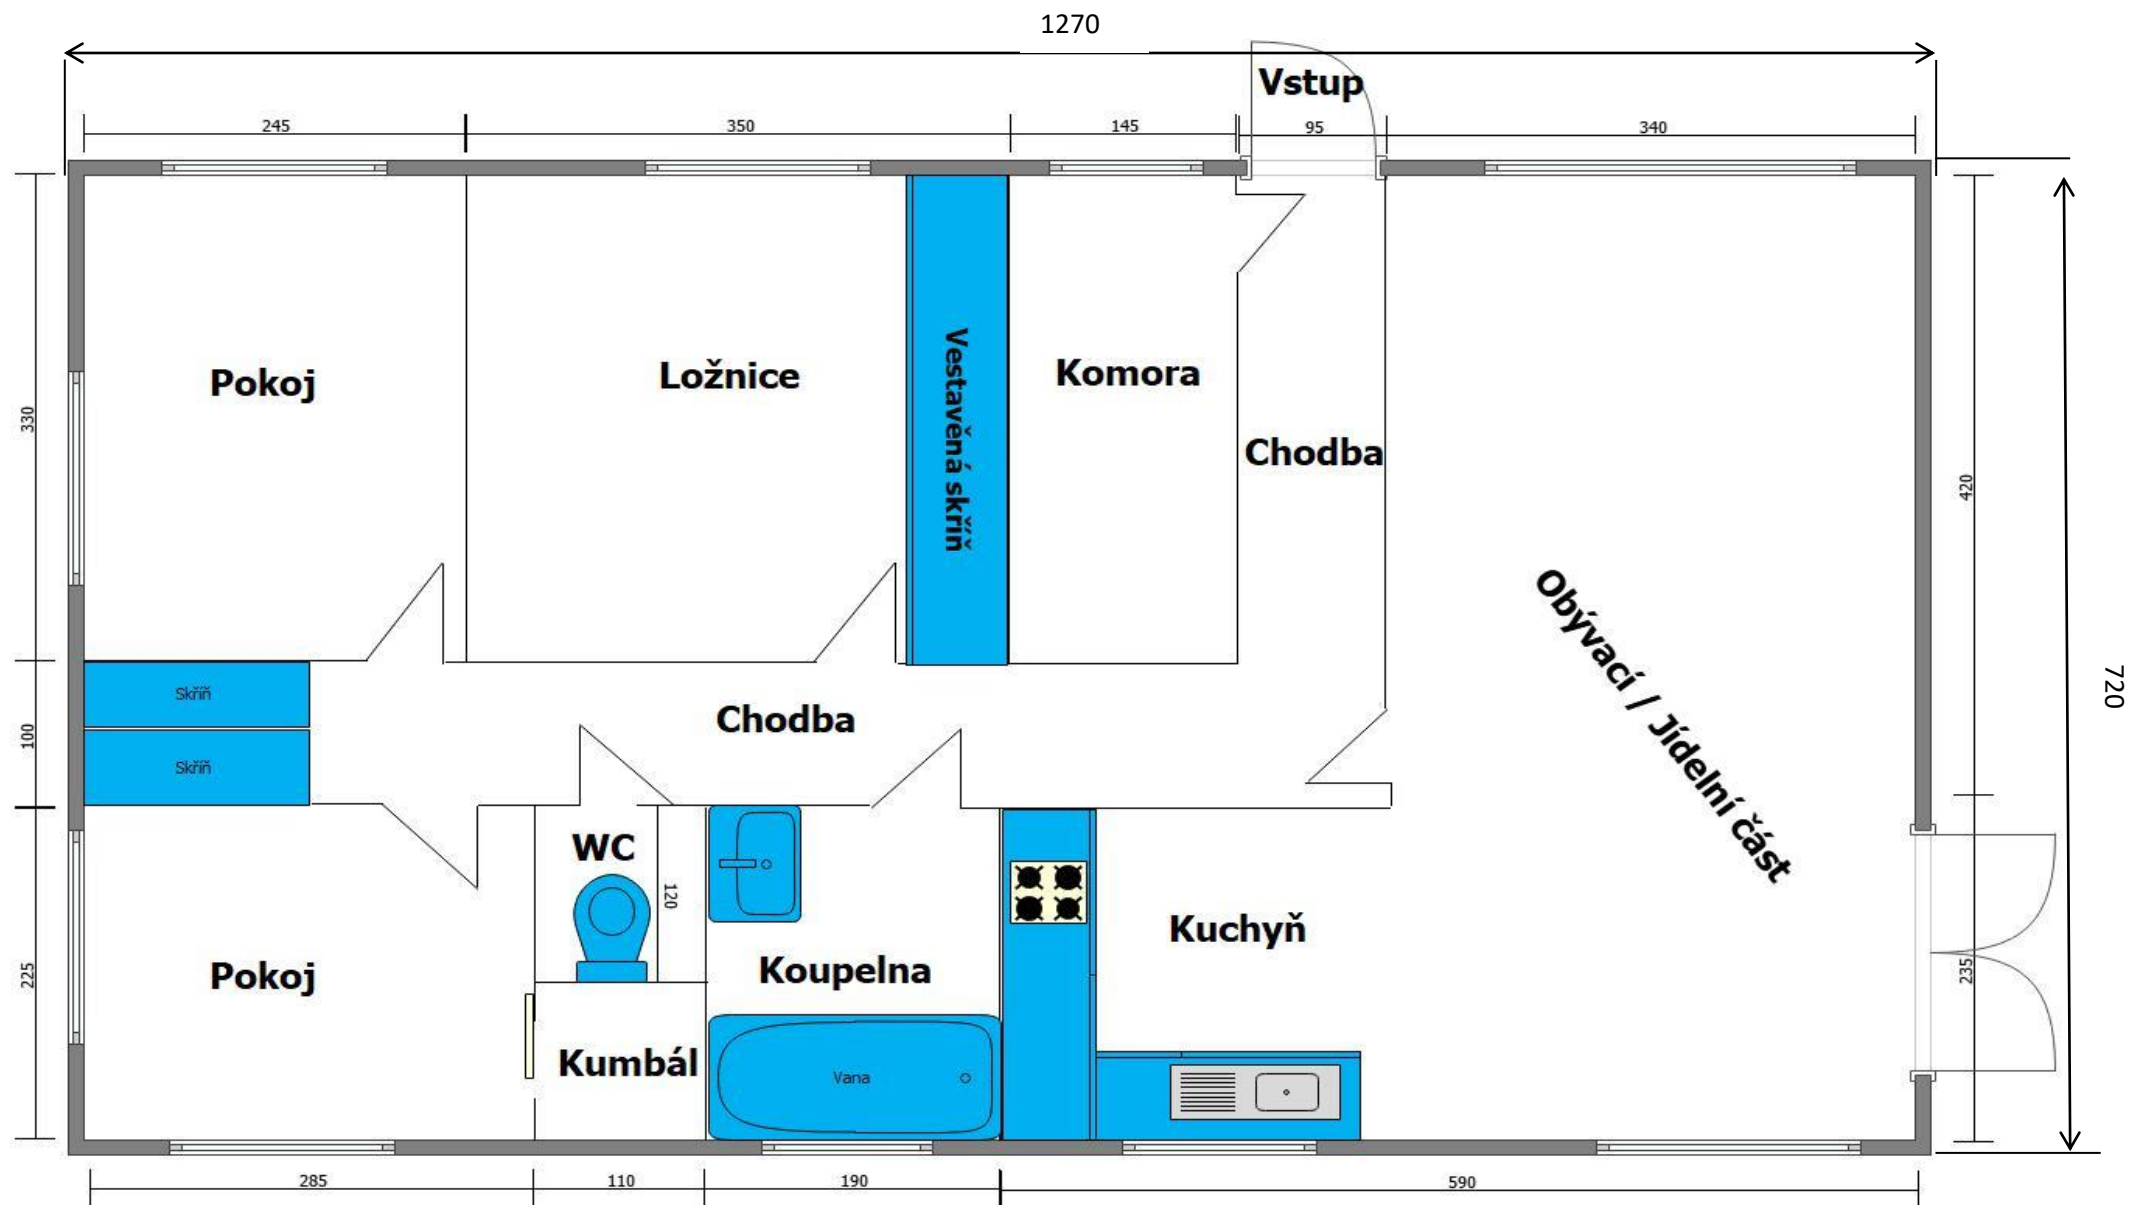 1270
Vstup
245
350
145
95
340
Pokoj
Ložnice
Vestavěná skříň
Komora
Chodba
330
420
Obývací / Jídelní část
720
Skříň
Chodba
100
Skříň
WC
120
Kuchyň
225
Pokoj
Koupelna
235
Kumbál
Vana
285
110
190
590